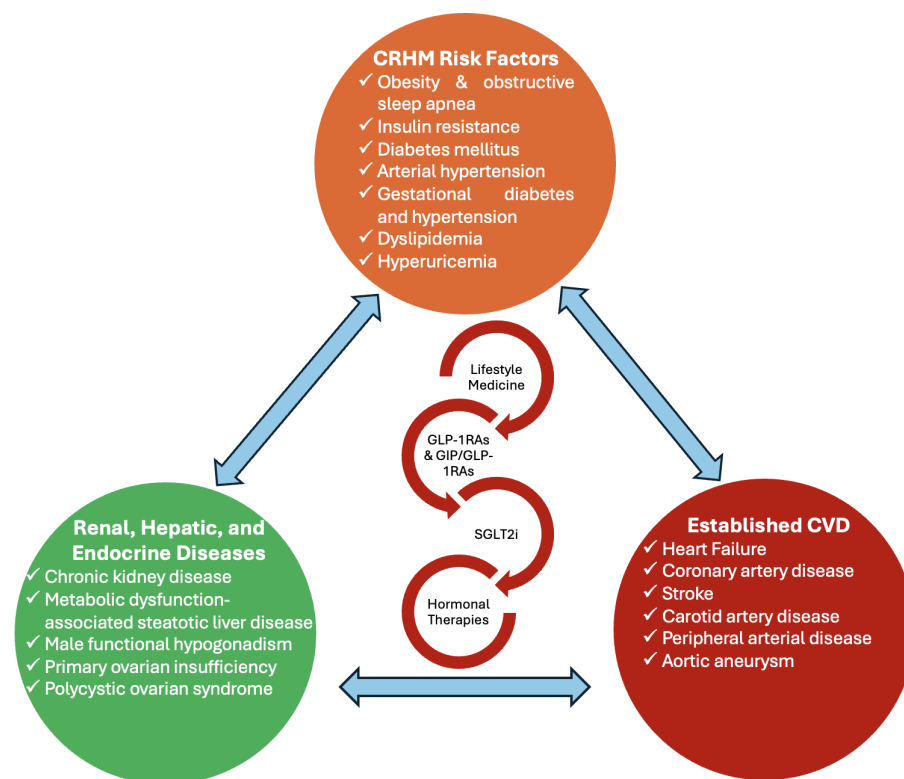 CRHM Risk Factors
✓ Obesity & obstructive
sleep apnea
✓ Insulin resistance
✓ Diabetes mellitus
✓ Arterial hypertension
✓ Gestational diabetes
and hypertension
✓ Dyslipidemia
✓ Hyperuricemia
Lifestyle
Medicine
GLP-1RAs
& GIP/GLP-
1RAs
SGLT2i
Hormonal
Therapies
Renal, Hepatic, and
Endocrine Diseases
✓ Chronic kidney disease
✓ Metabolic dysfunction-
associated steatotic liver disease
✓ Male functional hypogonadism
✓ Primary ovarian insufficiency
✓ Polycystic ovarian syndrome
Established CVD
✓ Heart Failure
✓ Coronary artery disease
✓ Stroke
✓ Carotid artery disease
✓ Peripheral arterial disease
✓ Aortic aneurysm